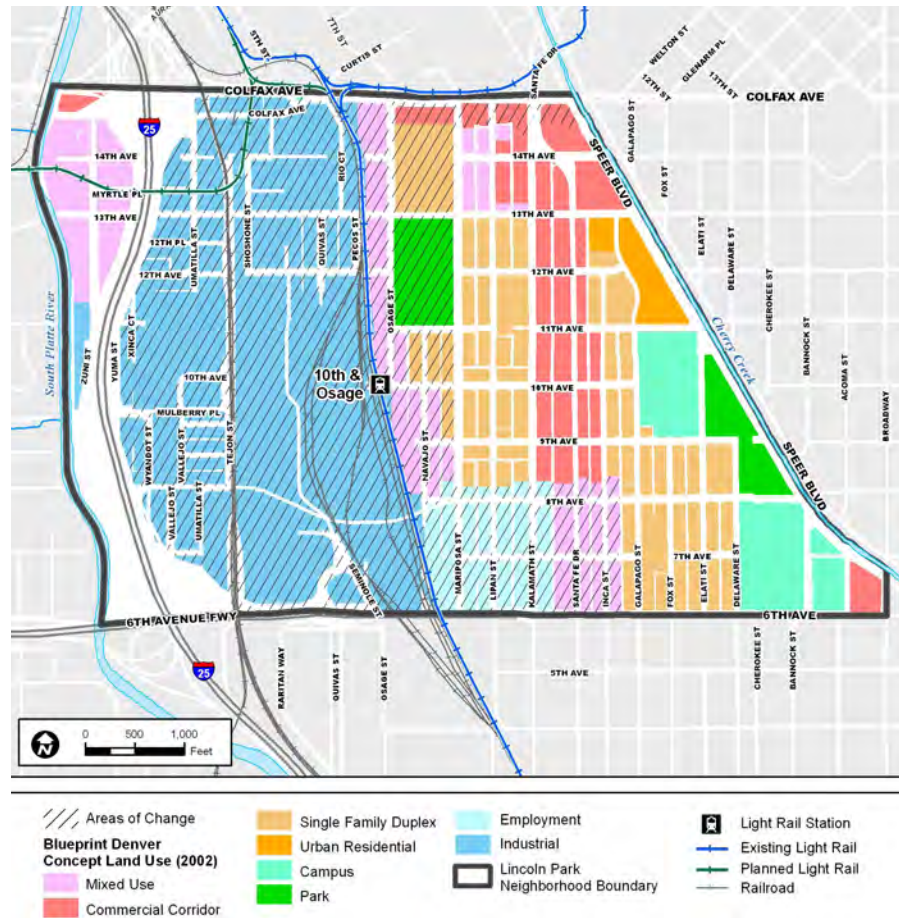 AURA
5TH ST
7TH ST
CURTIS ST
SANTA FE DR
WELTON ST
GLENARM PL
12TH ST
13TH ST
COLFAX AVE
COLFAX AVE
COLFAX AVE
25
GALAPAGO ST
SPEER BLVD
14TH AVE
14TH AVE
RIO CT
FOX ST
MYRTLE PL
13TH AVE
13TH AVE
12TH PL
UMATILLA ST
SHOSHONE ST
QUIVAS ST
PECOS ST
ELATI ST
DELAWARE ST
12TH AVE
12TH AVE
CHEROKEE ST
OSAGE ST
BANNOCK ST
11TH AVE
XINCA CT
Cherry Creek
South Platte River
ZUNI ST
YUMA ST
ACOMA ST
10TH AVE
10th &
Osage
10TH AVE
BROADWAY
MULBERRY PL
WYANDOT ST
VALLEJO ST
TEJON ST
9TH AVE
NAVAJO ST
SPEER BLVD
8TH AVE
VALLEJO ST
UMATILLA ST
7TH AVE
MARIPOSA ST
LIPAN ST
KALAMATH ST
SANTA FE DR
INCA ST
GALAPAGO ST
FOX ST
ELATI ST
DELAWARE ST
SEMINOLE ST
6TH AVENUE FWY
6TH AVE
RARITAN WAY
QUIVAS ST
OSAGE ST
CHEROKEE ST
BANNOCK ST
5TH AVE
25
N
0 500 1,000
Feet
Areas of Change
Blueprint Denver
Concept Land Use (2002)
Mixed Use
Commercial Corridor
Single Family Duplex
Urban Residential
Campus
Park
Employment
Industrial
Lincoln Park
Neighborhood Boundary
Light Rail Station
Existing Light Rail
Planned Light Rail
Railroad